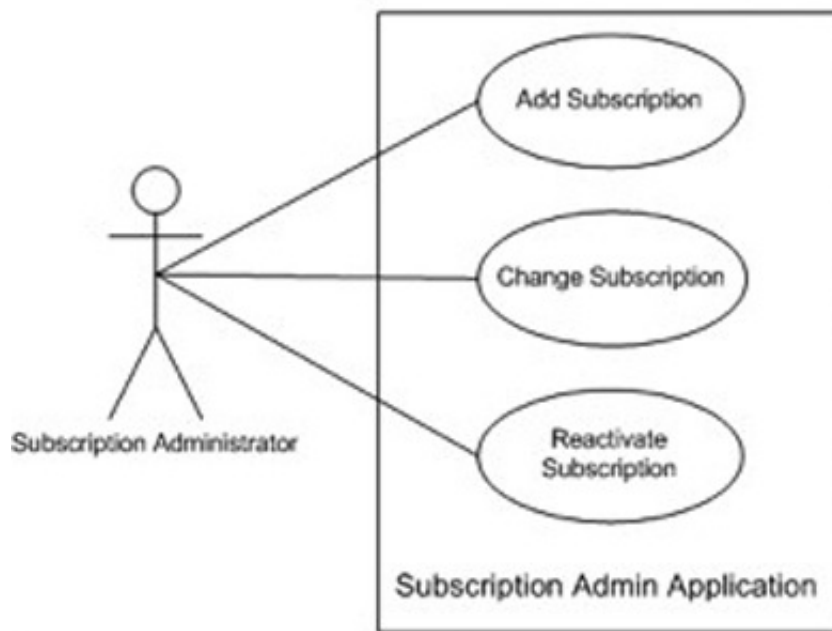 Add Subscription
Change Subscription
Reactivate
Subscription
Subscription Administrator
Subscription Admin Application